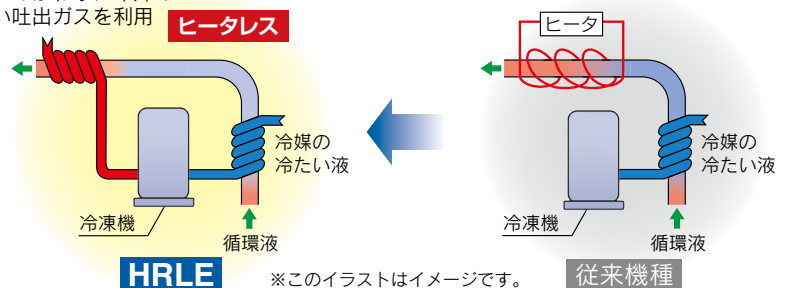 い吐出ガスを利用
ヒータレス
冷媒の
冷たい液
冷凍機
循環液
HRLE
※このイラストはイメージです。
ヒータ
冷媒の
冷たい液
冷凍機
循環液
従来機種